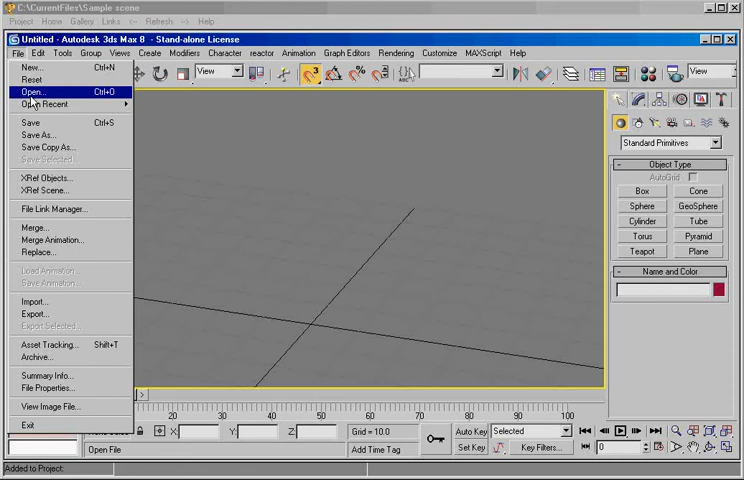 C:\CurrentFiles\Sample scene
Project Home Gallery Links Refresh Help
Untitled - Autodesk 3ds Max 8 - Stand-alone License
File Edit Tools Group Views Create Modifiers Character reactor Animation Graph Editors Rendering Customize MAXScript Help
New... Ctrl+N
Reset
Open... Ctrl+O
Open Recent
Save Ctrl+S
Save As...
Save Copy As...
Save Selected...
XRef Objects...
XRef Scene...
File Link Manager...
Merge...
Merge Animation...
Replace...
Load Animation...
Save Animation...
Import...
Export...
Export Selected...
Asset Tracking... Shift+T
Archive...
Summary Info...
File Properties...
View Image File...
Exit
View 3 View
Standard Primitives
Object Type
AutoGrid
Box Cone
Sphere GeoSphere
Cylinder Tube
Torus Pyramid
Teapot Plane
Name and Color
20 30 40 50 60 70 80 90 100
X: Y: Z: Grid = 10.0 Auto Key Selected
Open File Add Time Tag Set Key Key Filters... 0
Added to Project: